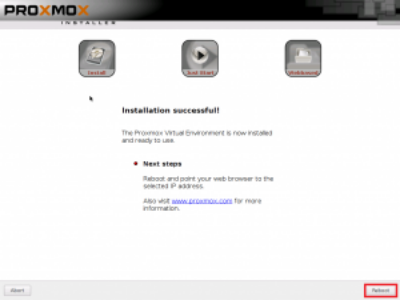 PROXMOX
INSTALLER
Install
Just Start
Webbased
Installation successful!
The Proxmox Virtual Environment is now installed
and ready to use.
Next steps
Reboot and point your web browser to the
selected IP address.
Also visit www.proxmox.com for more
information.
Abort
Reboot